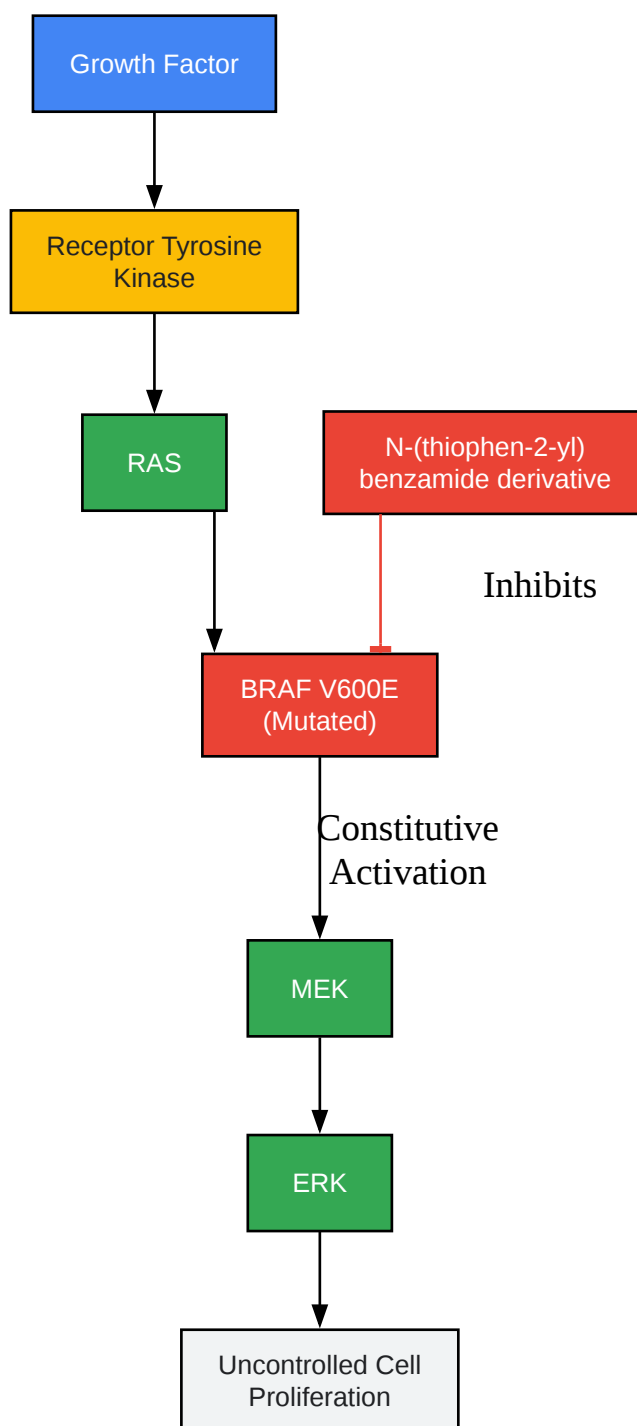 Growth Factor
Receptor Tyrosine
Kinase
RAS
N-(thiophen-2-yl)
benzamide derivative
Inhibits
BRAF V600E
(Mutated)
Constitutive
Activation
MEK
ERK
Uncontrolled Cell
Proliferation